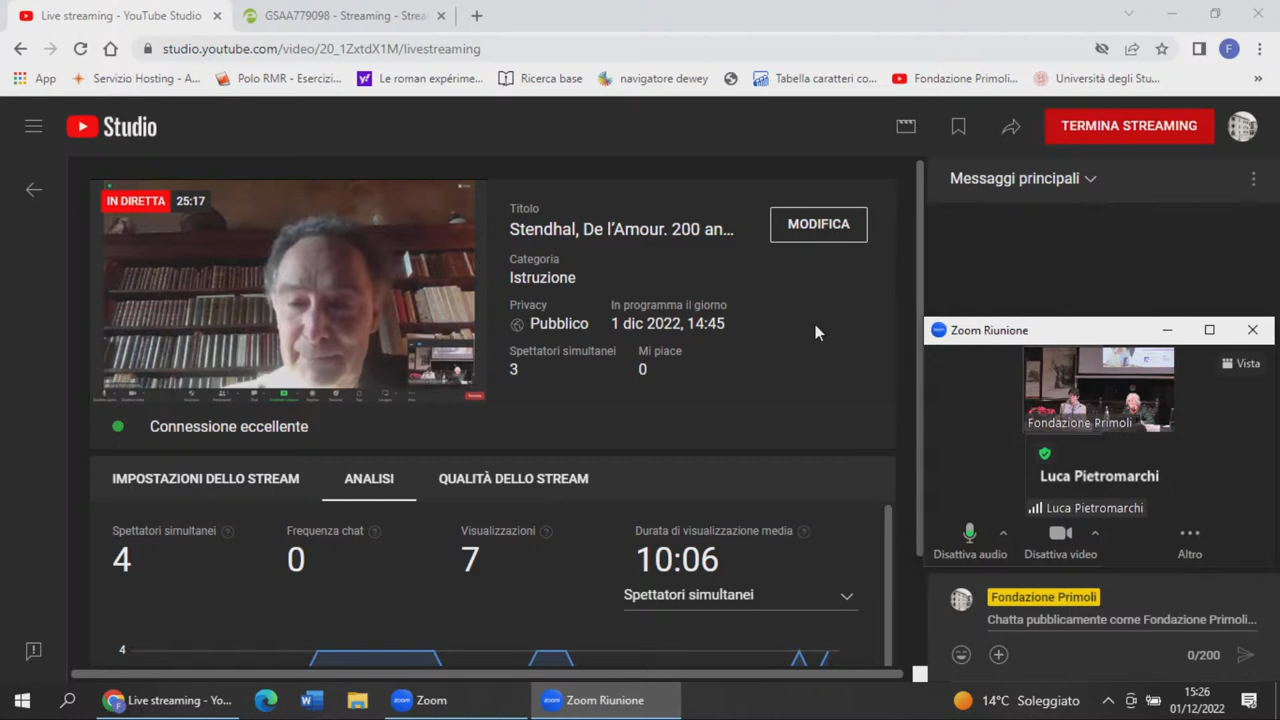 Live streaming - YouTube Studio
GSAA779098 - Streaming - Strea
studio.youtube.com/video/20_1ZxtdX1M/livestreaming
F
App
Servizio Hosting - A...
Polo RMR - Esercizi...
Le roman expérime...
Ricerca base
navigatore dewey
Tabella caratteri co...
Fondazione Primoli...
Università degli Stu...
»
Studio
TERMINA STREAMING
IN DIRETTA 25:17
Titolo
Stendhal, De l'Amour. 200 an...
MODIFICA
Categoria
Istruzione
Privacy
Pubblico
In programma il giorno
1 dic 2022, 14:45
Spettatori simultanei
3
Mi piace
0
Connessione eccellente
IMPOSTAZIONI DELLO STREAM
ANALISI
QUALITÀ DELLO STREAM
Spettatori simultanei
4
Frequenza chat
0
Visualizzazioni
7
Durata di visualizzazione media
10:06
Spettatori simultanei
4
Messaggi principali
Zoom Riunione
Vista
Fondazione Primoli
Luca Pietromarchi
Luca Pietromarchi
Disattiva audio
Disattiva video
Altro
Fondazione Primoli
Chatta pubblicamente come Fondazione Primoli...
0/200
Live streaming - Yo...
Zoom
Zoom Riunione
14°C Soleggiato
15:26
01/12/2022